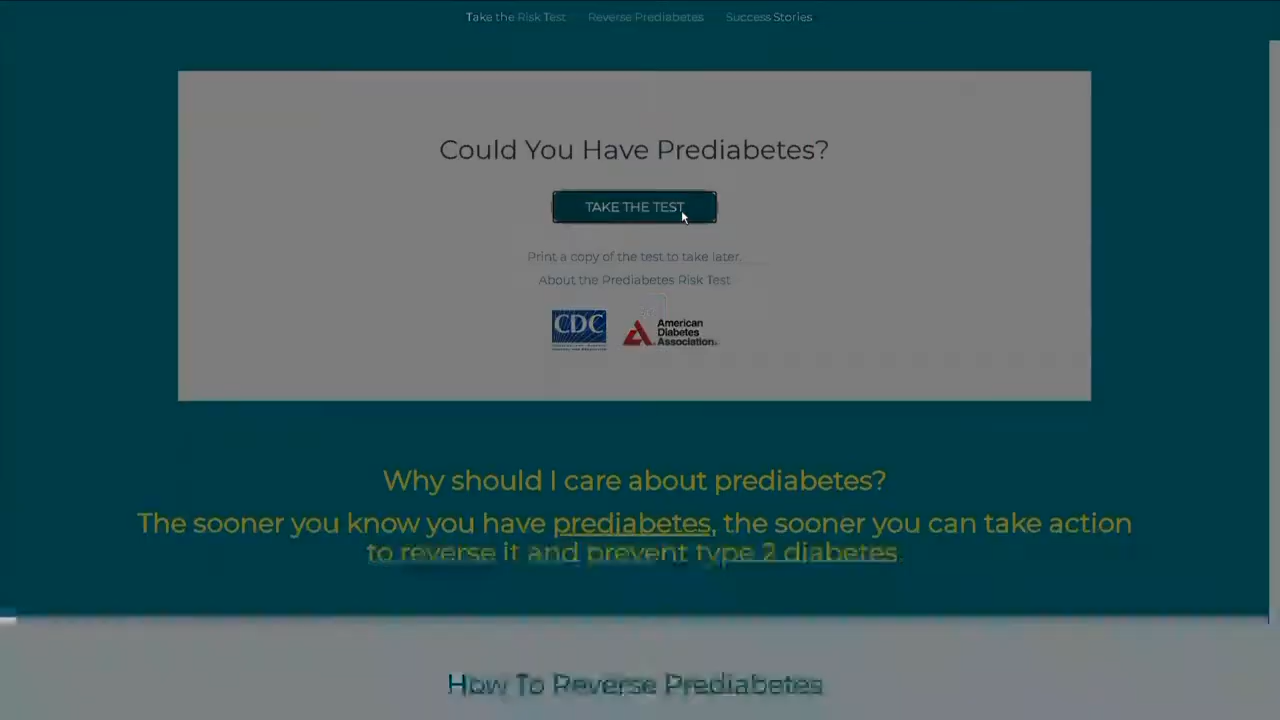 Take the Risk Test Reverse Prediabetes Success Stories
Could You Have Prediabetes?
TAKE THE TEST
Print a copy of the test to take later.
About the Prediabetes Risk Test
CDC
American
Diabetes
Association.
Why should I care about prediabetes?
The sooner you know you have prediabetes, the sooner you can take action
to reverse it and prevent type 2 diabetes.
How To Reverse Prediabetes